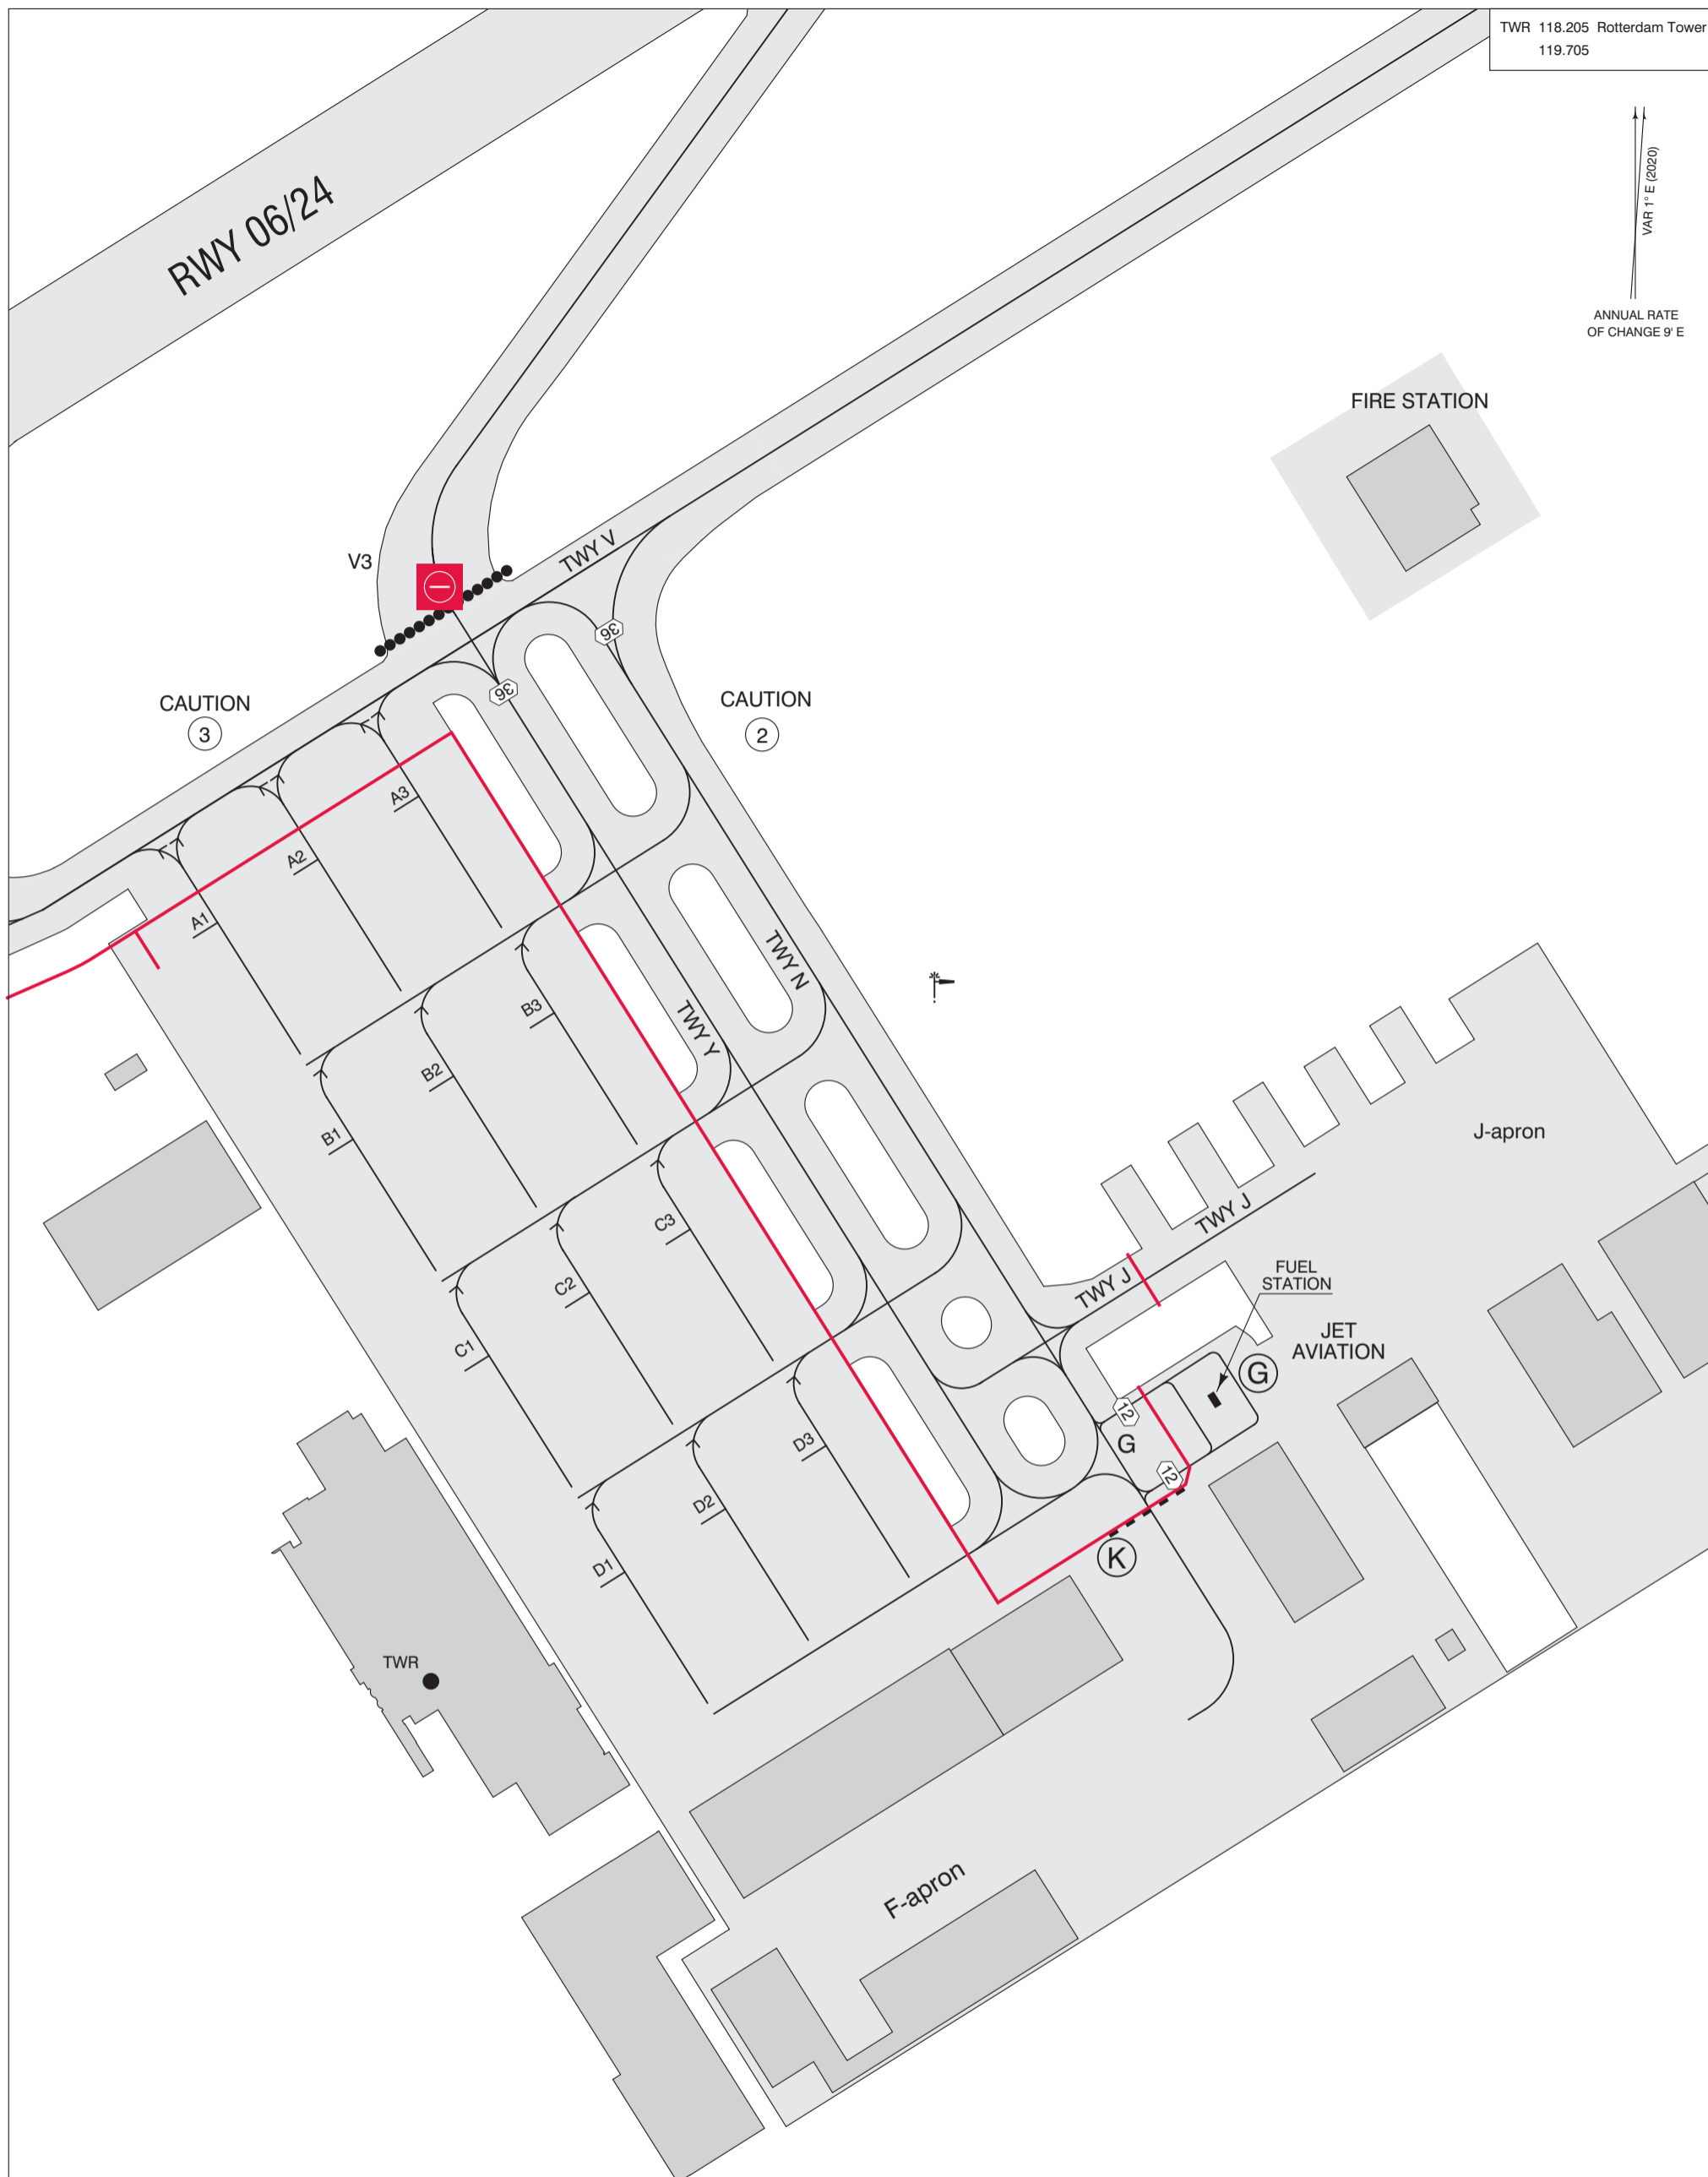 TWR 118.205 Rotterdam Tower
119.705
VAR 1° E (2020)
ANNUAL RATE
OF CHANGE 9' E
RWY 06/24
FIRE STATION
V3
TWY V
36
36
CAUTION
3
CAUTION
2
A3
A2
A1
TWY N
B3
TWY Y
B2
B1
J-apron
C3
TWY J
C2
TWY J
FUEL
STATION
C1
JET
AVIATION
G
12
G
D3
12
D2
K
D1
TWR
F-apron